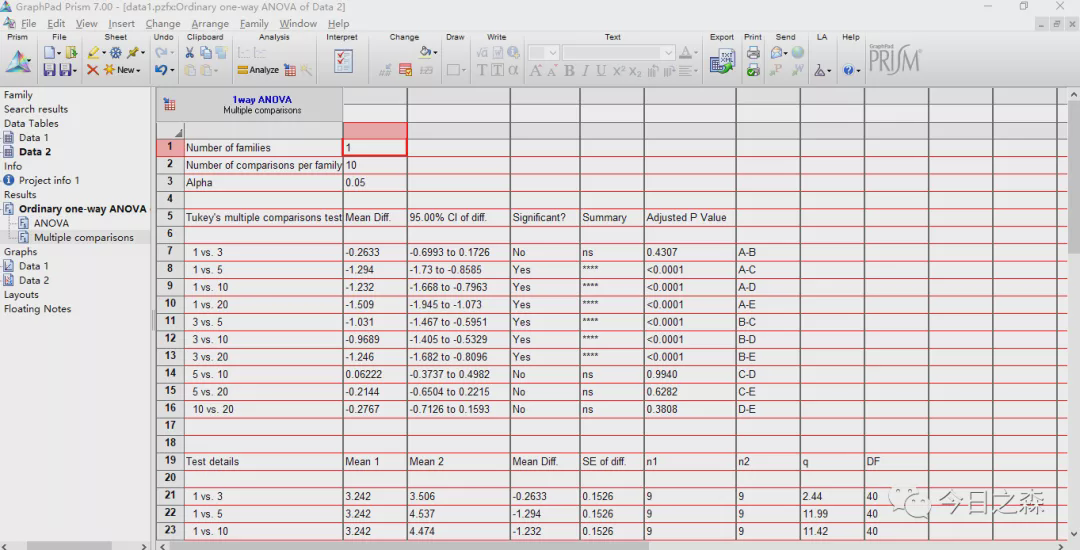 GraphPad Prism 7.00 - [data1.pzfx:Ordinary one-way ANOVA of Data 2]
File Edit View Insert Change Arrange Family Window Help
Prism File Sheet Undo Clipboard Analysis Interpret Change Draw Write Text Export Print Send LA Help
New
Analyze
GraphPad
PRISM
Family
Search results
Data Tables
Data 1
Data 2
Info
Project info 1
Results
Ordinary one-way ANOVA
ANOVA
Multiple comparisons
Graphs
Data 1
Data 2
Layouts
Floating Notes
1way ANOVA
Multiple comparisons
1 Number of families 1
2 Number of comparisons per family 10
3 Alpha 0.05
4
5 Tukey's multiple comparisons test Mean Diff. 95.00% CI of diff. Significant? Summary Adjusted P Value
6
7 1 vs. 3 -0.2633 -0.6993 to 0.1726 No ns 0.4307 A-B
8 1 vs. 5 -1.294 -1.73 to -0.8585 Yes **** <0.0001 A-C
9 1 vs. 10 -1.232 -1.668 to -0.7963 Yes **** <0.0001 A-D
10 1 vs. 20 -1.509 -1.945 to -1.073 Yes **** <0.0001 A-E
11 3 vs. 5 -1.031 -1.467 to -0.5951 Yes **** <0.0001 B-C
12 3 vs. 10 -0.9689 -1.405 to -0.5329 Yes **** <0.0001 B-D
13 3 vs. 20 -1.246 -1.682 to -0.8096 Yes **** <0.0001 B-E
14 5 vs. 10 0.06222 -0.3737 to 0.4982 No ns 0.9940 C-D
15 5 vs. 20 -0.2144 -0.6504 to 0.2215 No ns 0.6282 C-E
16 10 vs. 20 -0.2767 -0.7126 to 0.1593 No ns 0.3808 D-E
17
18
19 Test details Mean 1 Mean 2 Mean Diff. SE of diff. n1 n2 q DF
20
21 1 vs. 3 3.242 3.506 -0.2633 0.1526 9 9 2.44 40
22 1 vs. 5 3.242 4.537 -1.294 0.1526 9 9 11.99 40
23 1 vs. 10 3.242 4.474 -1.232 0.1526 9 9 11.42 40
今日之森